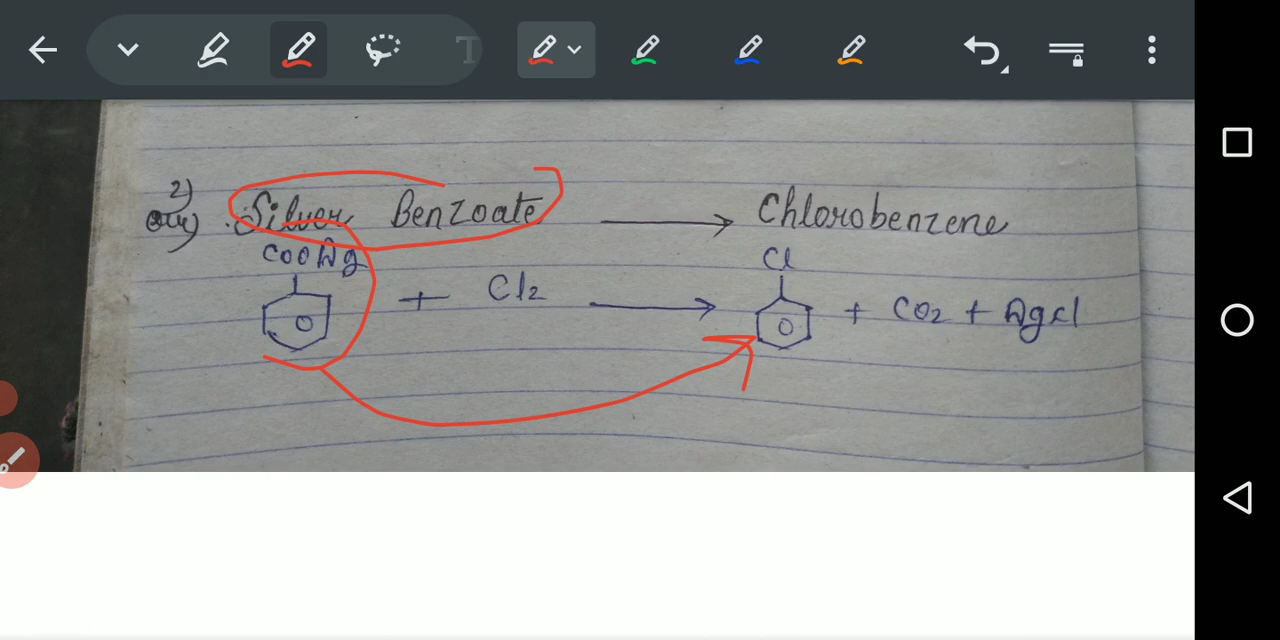 2)
Silver Benzoate → Chlorobenzene
COOAg + Cl2 → Cl + CO2 + AgCl